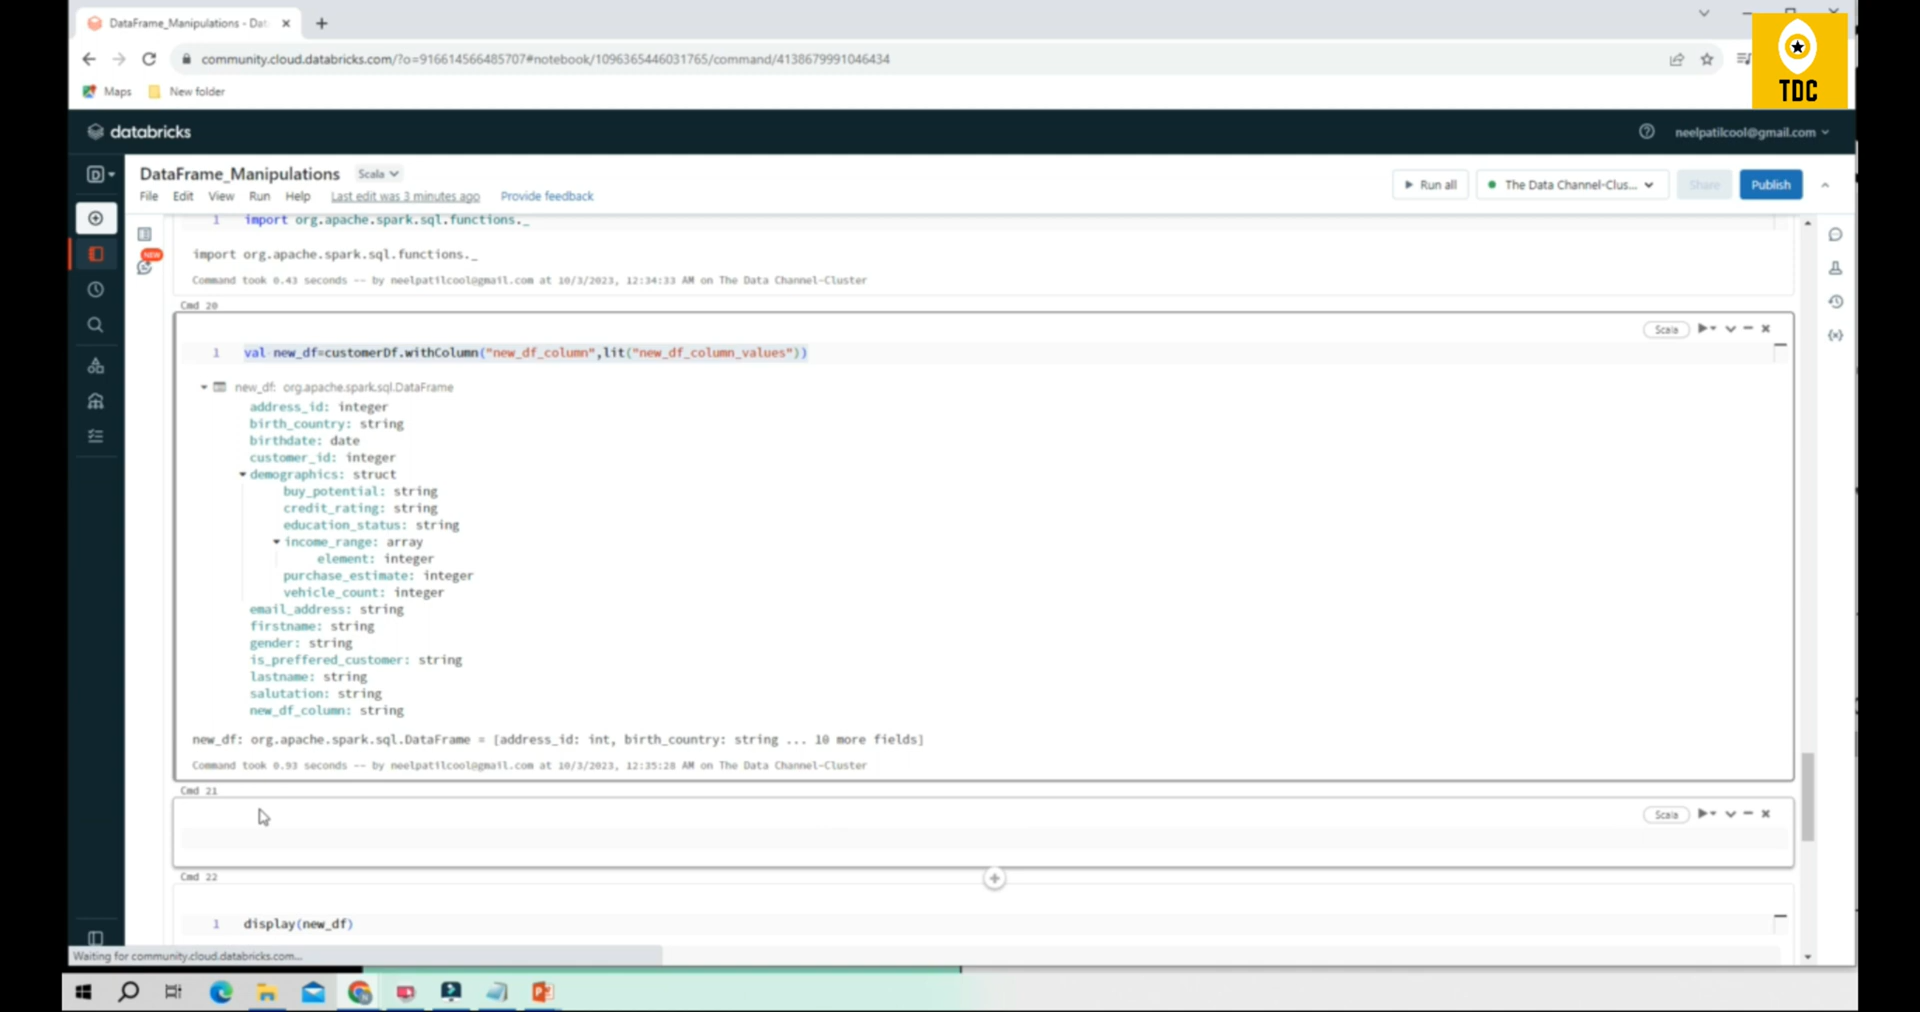 DataFrame_Manipulations - Dat
community.cloud.databricks.com/?o=916614566485707#notebook/1096365446031765/command/4138679991046434
TDC
Maps
New folder
databricks
neelpatilcool@gmail.com
DataFrame_Manipulations
Scala
Run all
The Data Channel-Clus...
Share
Publish
File
Edit
View
Run
Help
Last edit was 3 minutes ago
Provide feedback
1 import org.apache.spark.sql.functions._
NEW
import org.apache.spark.sql.functions._
Command took 0.43 seconds -- by neelpatilcool@gmail.com at 10/3/2023, 12:34:33 AM on The Data Channel-Cluster
Cmd 20
Scala
1 val new_df=customerDf.withColumn("new_df_column",lit("new_df_column_values"))
new_df: org.apache.spark.sql.DataFrame
address_id: integer
birth_country: string
birthdate: date
customer_id: integer
demographics: struct
buy_potential: string
credit_rating: string
education_status: string
income_range: array
element: integer
purchase_estimate: integer
vehicle_count: integer
email_address: string
firstname: string
gender: string
is_preffered_customer: string
lastname: string
salutation: string
new_df_column: string
new_df: org.apache.spark.sql.DataFrame = [address_id: int, birth_country: string ... 10 more fields]
Command took 0.93 seconds -- by neelpatilcool@gmail.com at 10/3/2023, 12:35:28 AM on The Data Channel-Cluster
Cmd 21
Scala
Cmd 22
1 display(new_df)
Waiting for community.cloud.databricks.com...